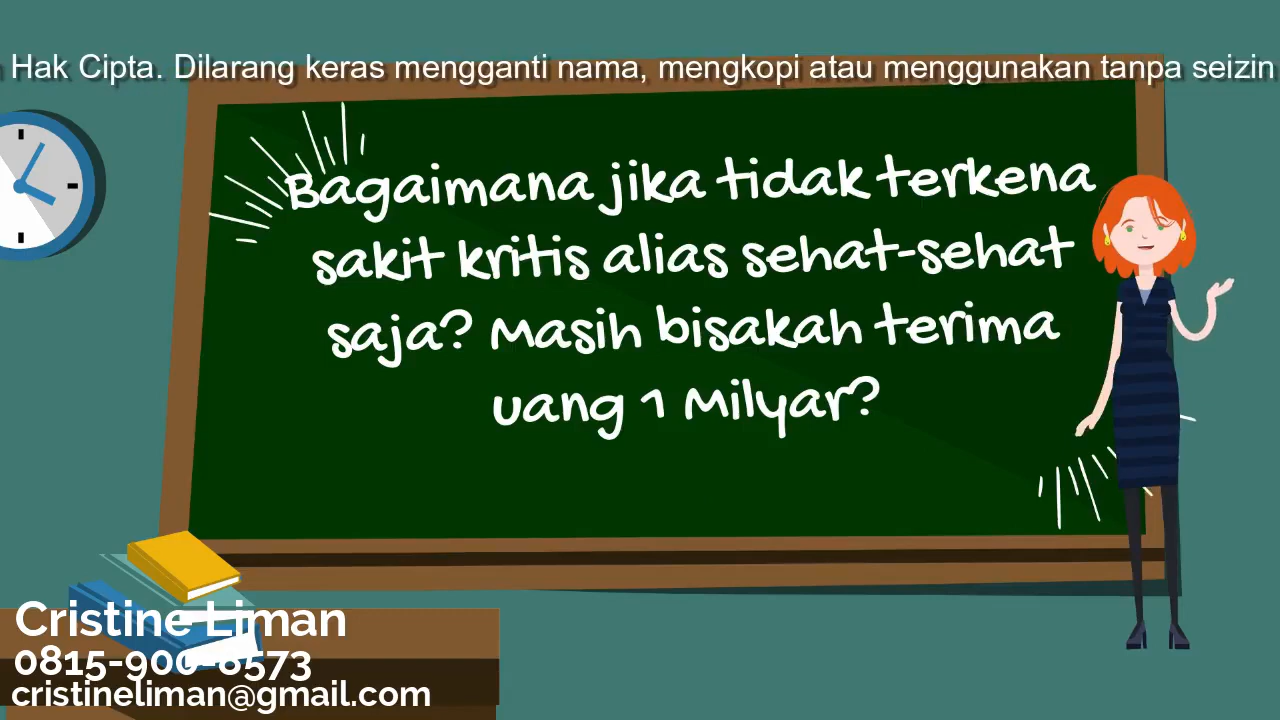 Hak Cipta. Dilarang keras mengganti nama, mengkopi atau menggunakan tanpa seizin
Bagaimana jika tidak terkena
sakit kritis alias sehat-sehat
saja? Masih bisakah terima
uang 1 Milyar?
Cristine Liman
0815-900-8573
cristineliman@gmail.com